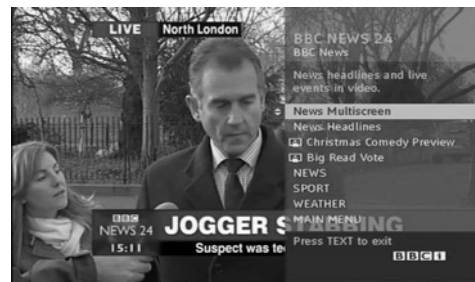 LIVE North London
BBC NEWS 24
BBC News
News headlines and live
events in video.
News Multiscreen
News Headlines
Christmas Comedy Preview
Big Read Vote
NEWS
SPORT
WEATHER
MAIN MENU
Press TEXT to exit
BBC 1
BBC
NEWS 24
15:11
JOGGER STABBING
Suspect was